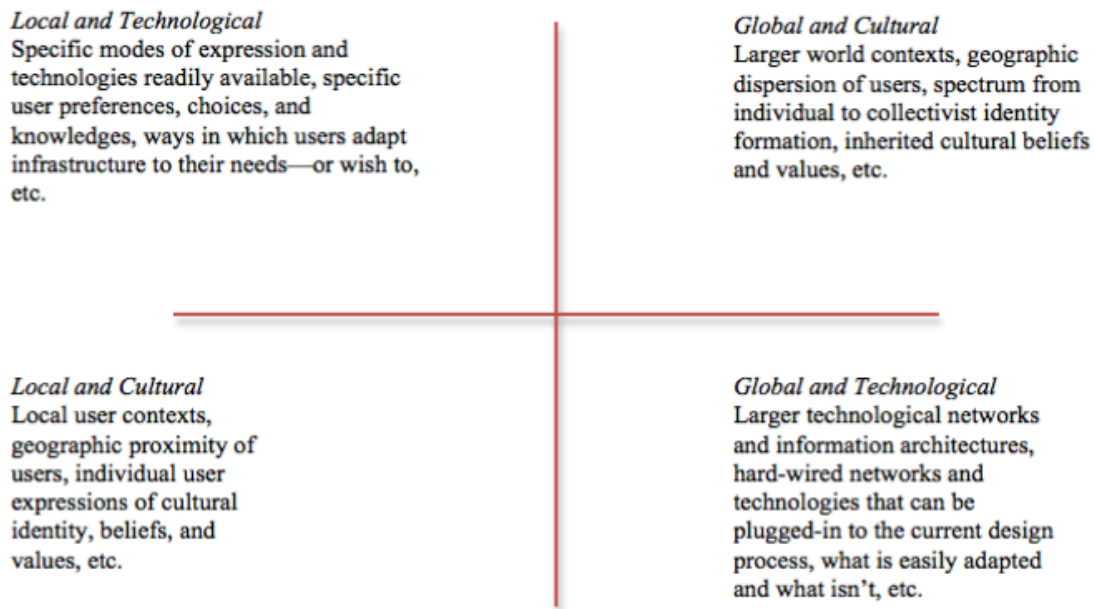 Local and Technological
Specific modes of expression and
technologies readily available, specific
user preferences, choices, and
knowledges, ways in which users adapt
infrastructure to their needs—or wish to,
etc.
Global and Cultural
Larger world contexts, geographic
dispersion of users, spectrum from
individual to collectivist identity
formation, inherited cultural beliefs
and values, etc.
Local and Cultural
Local user contexts,
geographic proximity of
users, individual user
expressions of cultural
identity, beliefs, and
values, etc.
Global and Technological
Larger technological networks
and information architectures,
hard-wired networks and
technologies that can be
plugged-in to the current design
process, what is easily adapted
and what isn't, etc.